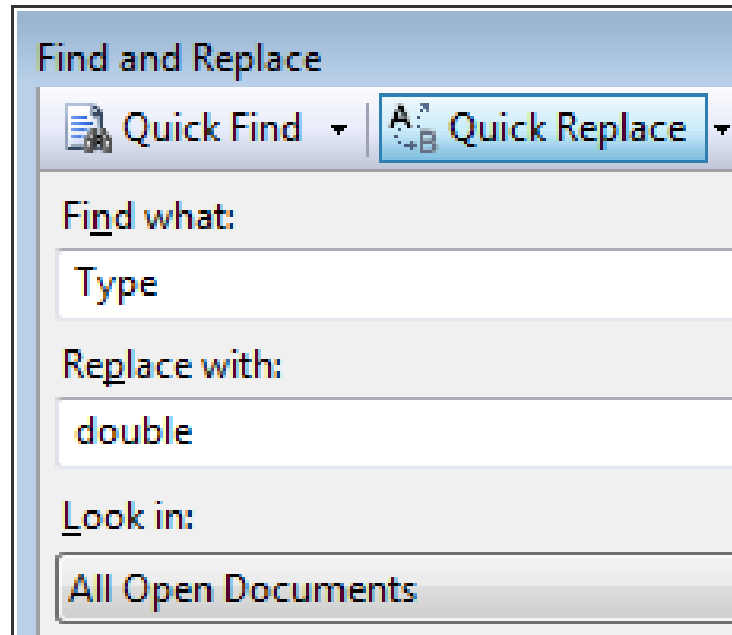 Find and Replace
Quick Find Quick Replace
Find what:
Type
Replace with:
double
Look in:
All Open Documents